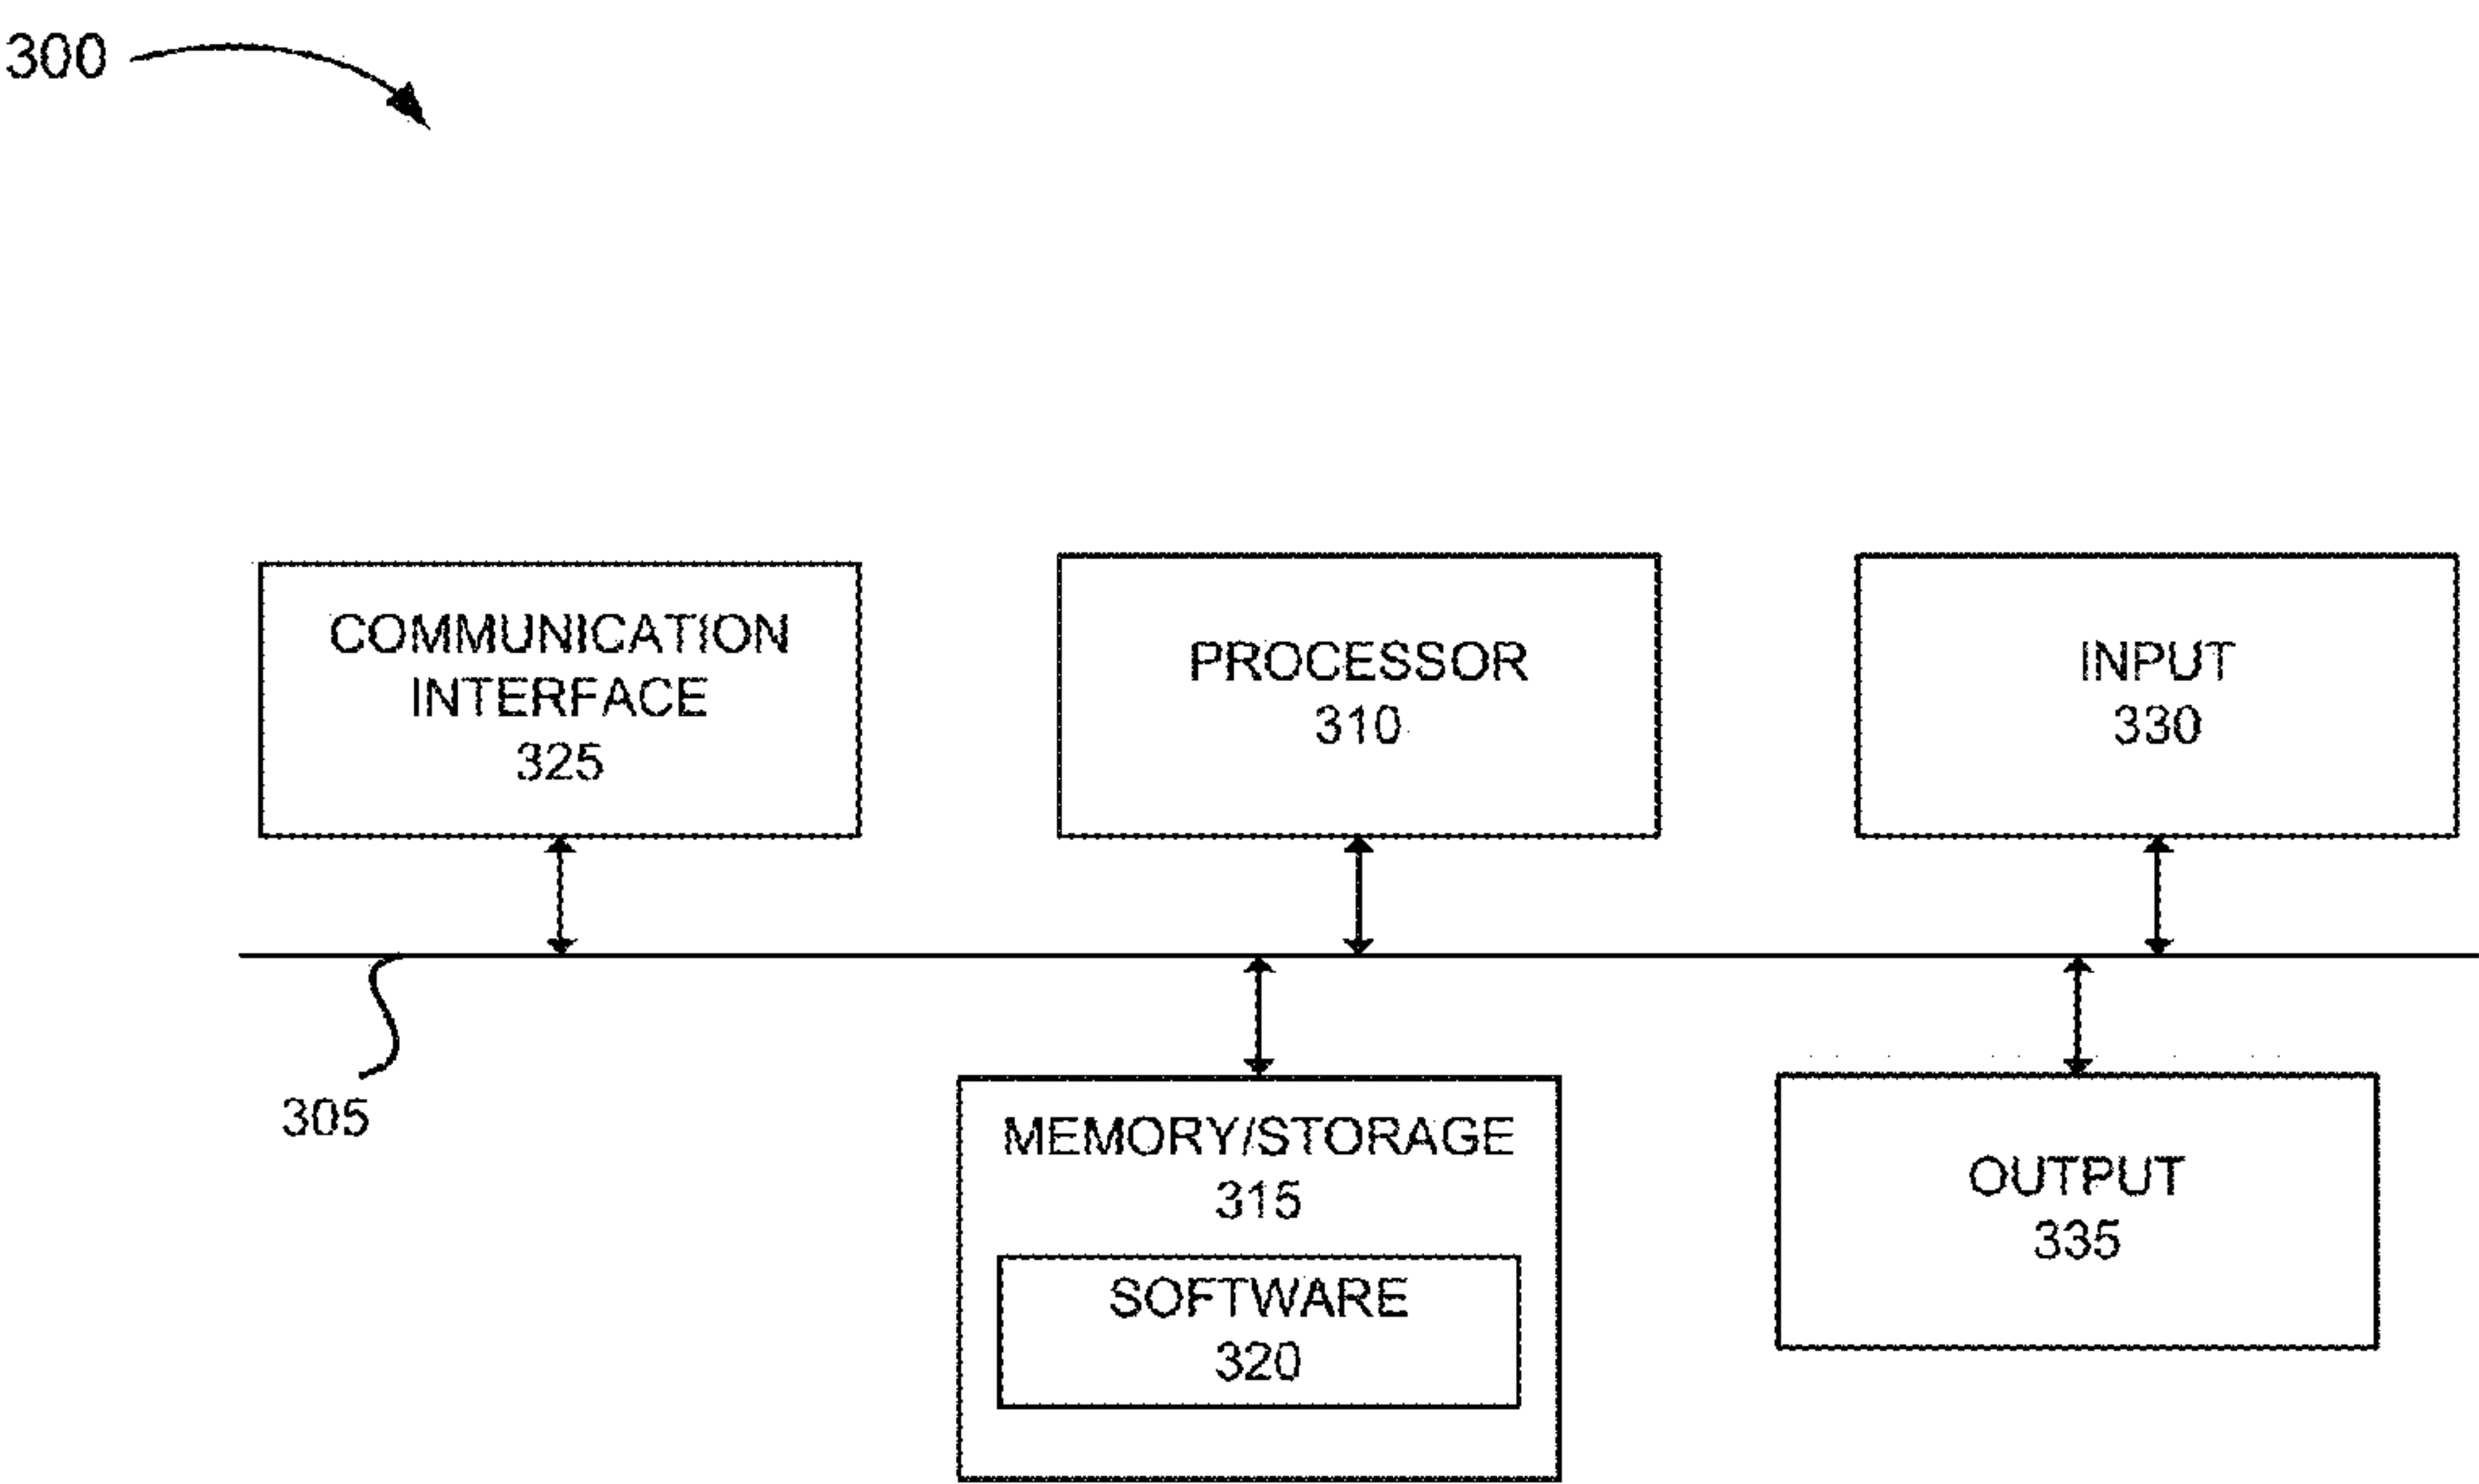 300
COMMUNICATION
INTERFACE
325
PROCESSOR
310
INPUT
330
305
MEMORY/STORAGE
315
SOFTWARE
320
OUTPUT
335